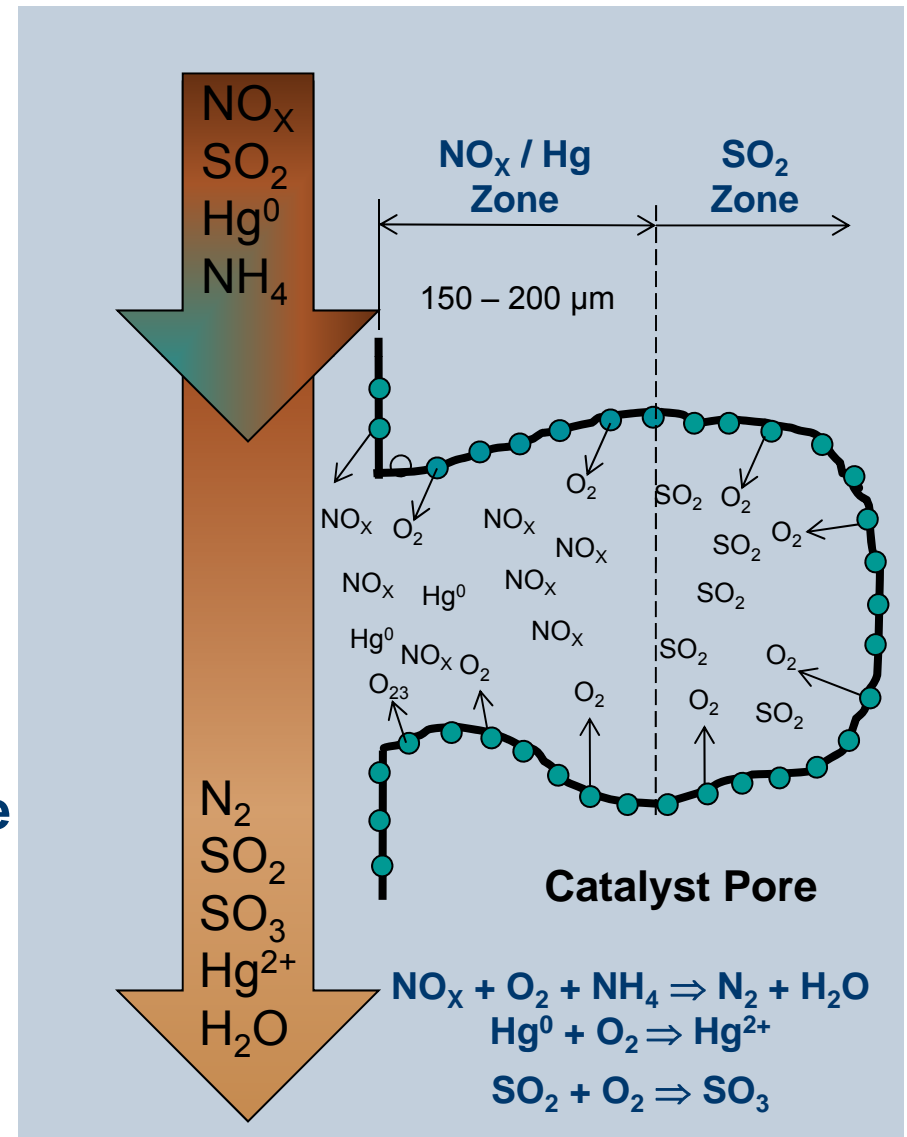 NOX
SO2
Hg0
NH4
NOX / Hg
Zone
SO2
Zone
150 – 200 µm
O2
SO2
O2
NOX
O2
NOX
O2
NOX
SO2
NOX
Hg0
NOX
SO2
Hg0
NOX
NOX
O2
SO2
O2
O23
O2
O2
SO2
e
N2
SO2
SO3
Hg2+
H2O
Catalyst Pore
NOX + O2 + NH4 ⇒ N2 + H2O
Hg0 + O2 ⇒ Hg2+
SO2 + O2 ⇒ SO3